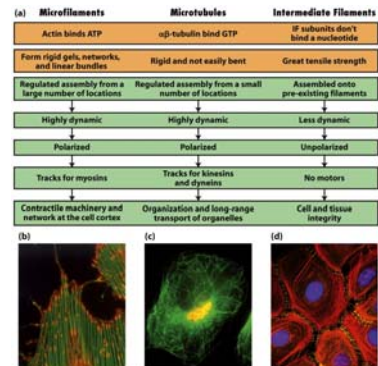 Microfilaments Microtubules Intermediate Filaments
(a)
Actin binds ATP
αβ-tubulin bind GTP
IF subunits don't
bind a nucleotide
Form rigid gels, networks,
and linear bundles
Rigid and not easily bent
Great tensile strength
Regulated assembly from a
large number of locations
Regulated assembly from a small
number of locations
Assembled onto
pre-existing filaments
Highly dynamic
Highly dynamic
Less dynamic
Polarized
Polarized
Unpolarized
Tracks for myosins
Tracks for kinesins
and dyneins
No motors
Contractile machinery and
network at the cell cortex
Organization and long-range
transport of organelles
Cell and tissue
integrity
(b) (c) (d)